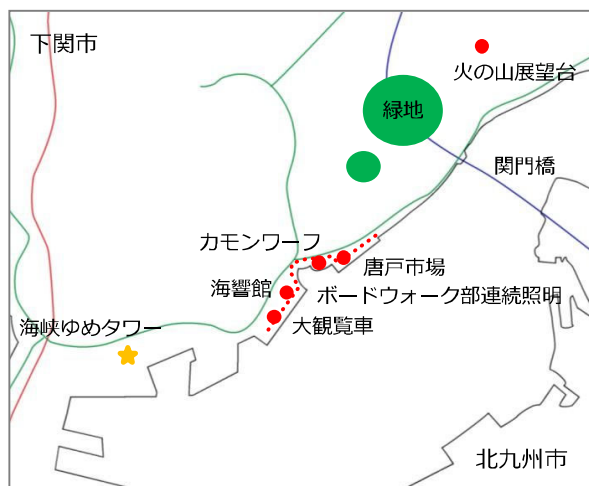 下関市
火の山展望台
緑地
関門橋
カモンワーフ
唐戸市場
海響館
ボードウォーク部連続照明
海峡ゆめタワー
大観覧車
北九州市